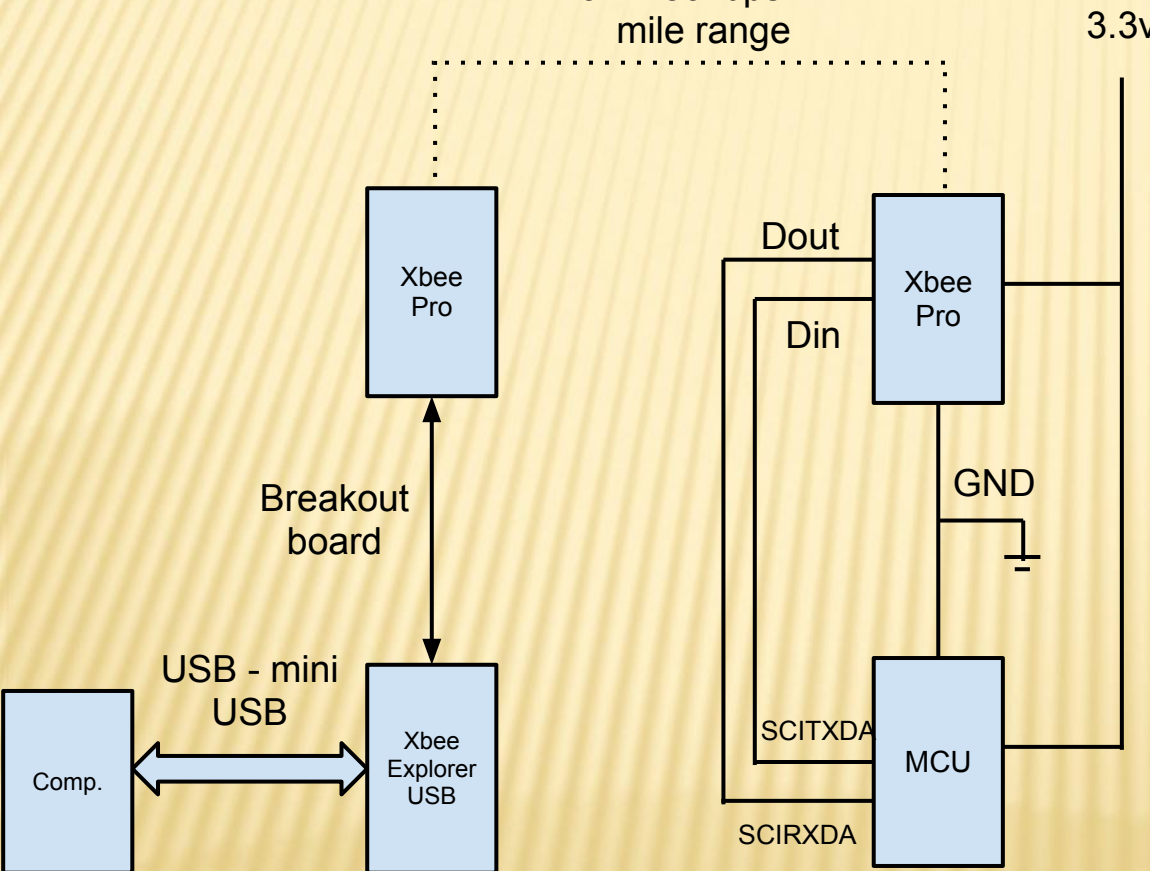 mile range
3.3v
Xbee
Pro
Dout
Din
Xbee
Pro
Breakout
board
GND
USB - mini
USB
Comp.
Xbee
Explorer
USB
SCITXDA
MCU
SCIRXDA